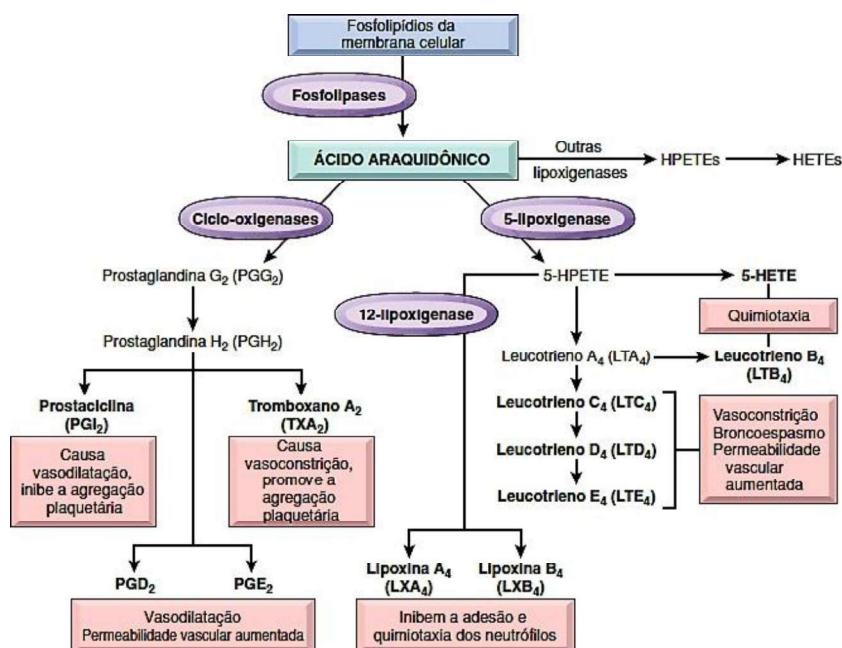 Fosfolipídios da
membrana celular
Fosfolipases
ÁCIDO ARAQUIDÔNICO
Outras
lipoxigenases
HPETEs
HETEs
Ciclo-oxigenases
5-lipoxigenase
Prostaglandina G₂ (PGG₂)
5-HPETE
5-HETE
12-lipoxigenase
Quimiotaxia
Prostaglandina H₂ (PGH₂)
Leucotrieno A₄ (LTA₄)
Leucotrieno B₄
(LTB₄)
Prostaciclina
(PGI₂)
Causa
vasodilatação,
inibe a agregação
plaquetária
Tromboxano A₂
(TXA₂)
Causa
vasoconstrição,
promove a
agregação
plaquetária
Leucotrieno C₄ (LTC₄)
Leucotrieno D₄ (LTD₄)
Leucotrieno E₄ (LTE₄)
Vasoconstrição
Broncoespasmo
Permeabilidade
vascular
aumentada
PGD₂
PGE₂
Vasodilatação
Permeabilidade vascular aumentada
Lipoxina A₄
(LXA₄)
Lipoxina B₄
(LXB₄)
Inibem a adesão e
quimiotaxia dos neutrófilos